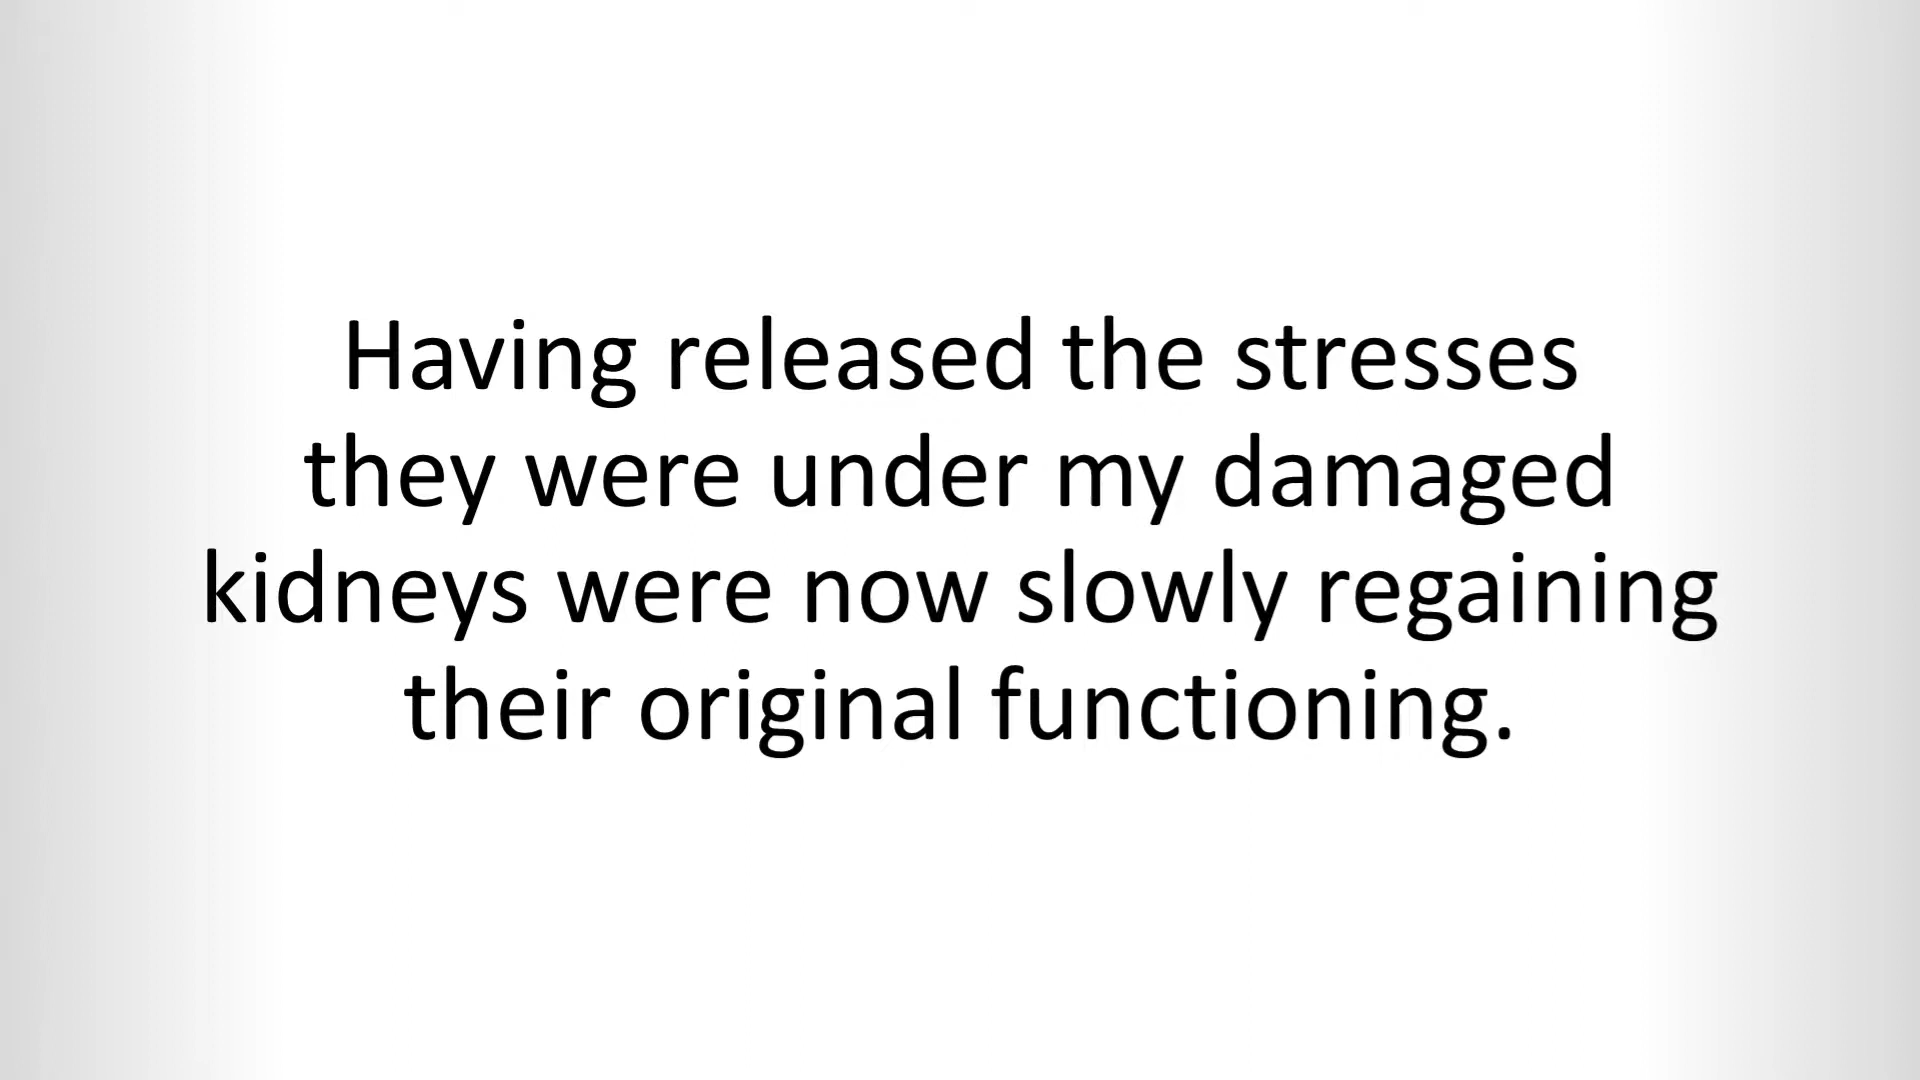 Having released the stresses
they were under my damaged
kidneys were now slowly regaining
their original functioning.